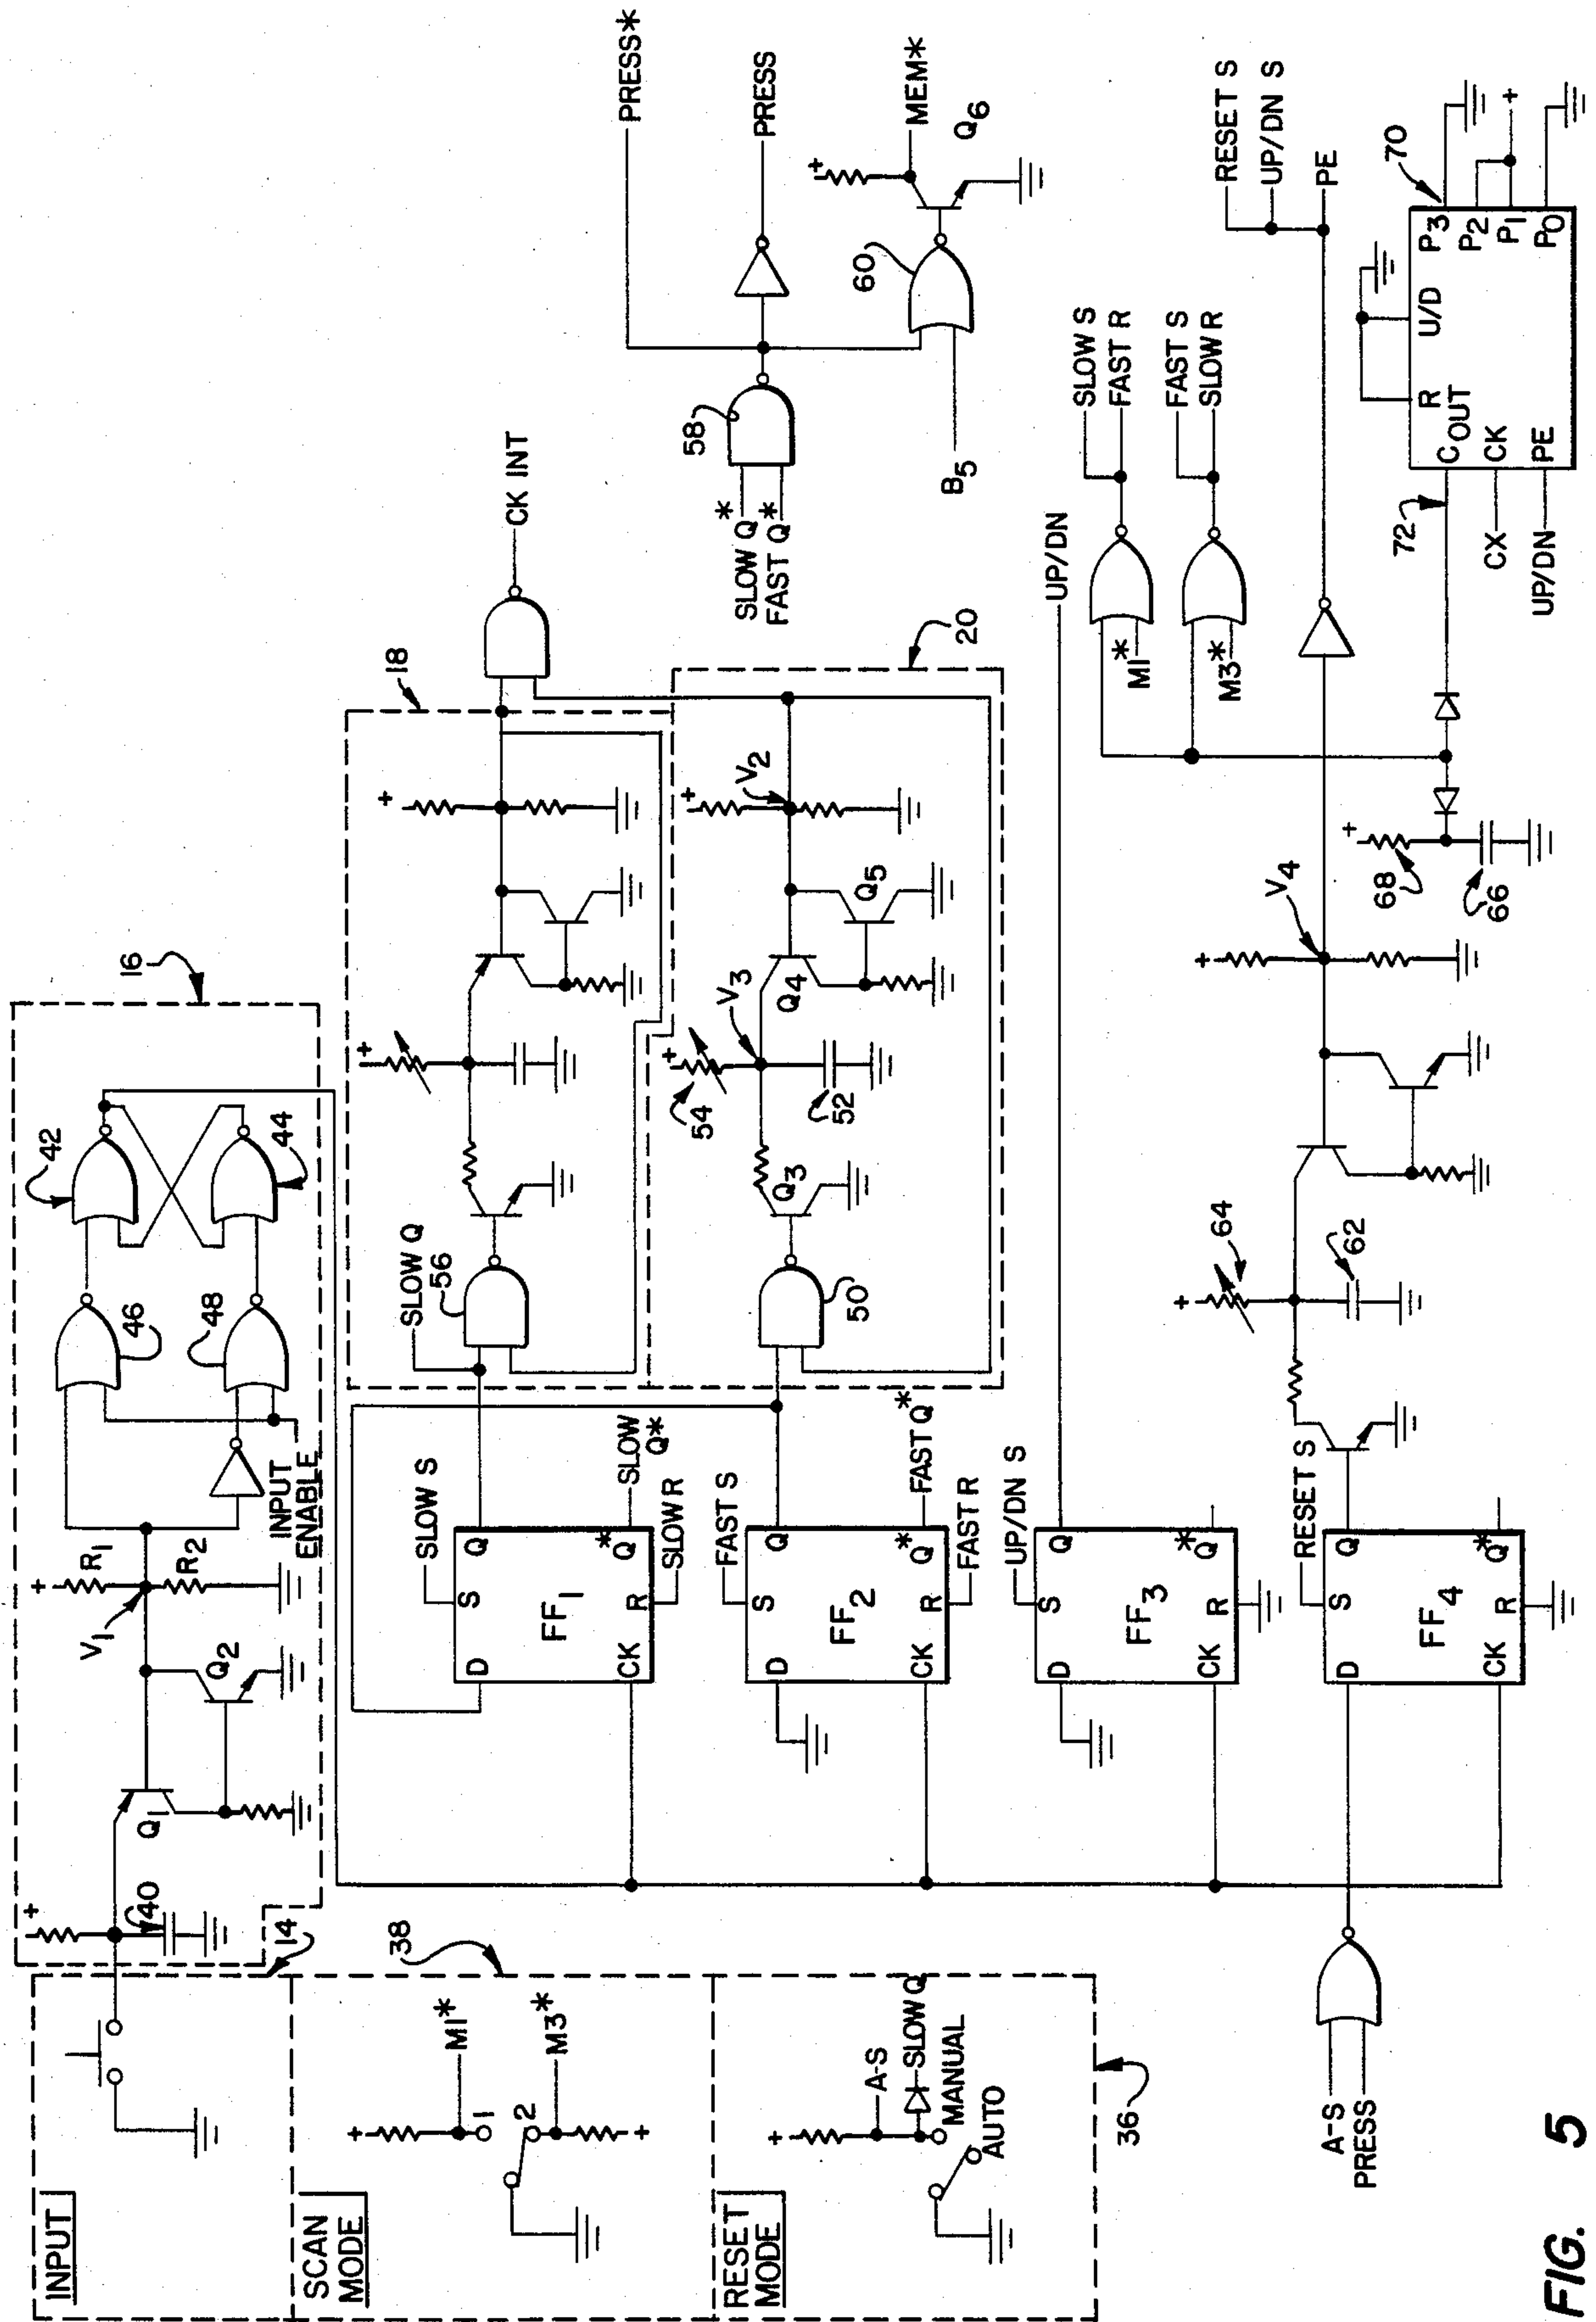 INPUT
14
+
40
Q1
Q2
V1
+
R1
R2
INPUT
ENABLE
46
48
42
44
16
SCAN
MODE
38
+
M1*
1
2
M3*
+
RESET
MODE
+
A-S
SLOW Q
MANUAL
AUTO
36
SLOW S
D
S
Q
FF1
CK
R
*Q
SLOW
Q*
SLOW R
SLOW Q
56
+
+
18
CK INT
FAST S
D
S
Q
FF2
CK
R
*Q
FAST Q*
FAST R
50
Q3
+
54
52
V3
Q4
Q5
+
V2
20
SLOW Q*
FAST Q*
58
PRESS*
PRESS
B5
60
+
MEM*
Q6
UP/DN S
D
S
Q
FF3
CK
R
*Q
UP/DN
M1*
SLOW S
FAST R
M3*
FAST S
SLOW R
A-S
PRESS
RESET S
D
S
Q
FF4
CK
R
*Q
+
64
62
+
V4
RESET S
UP/DN S
PE
+
68
66
72
CX
UP/DN
COUT
CK
PE
R
U/D
P3
P2
P1
P0
+
70
FIG. 5